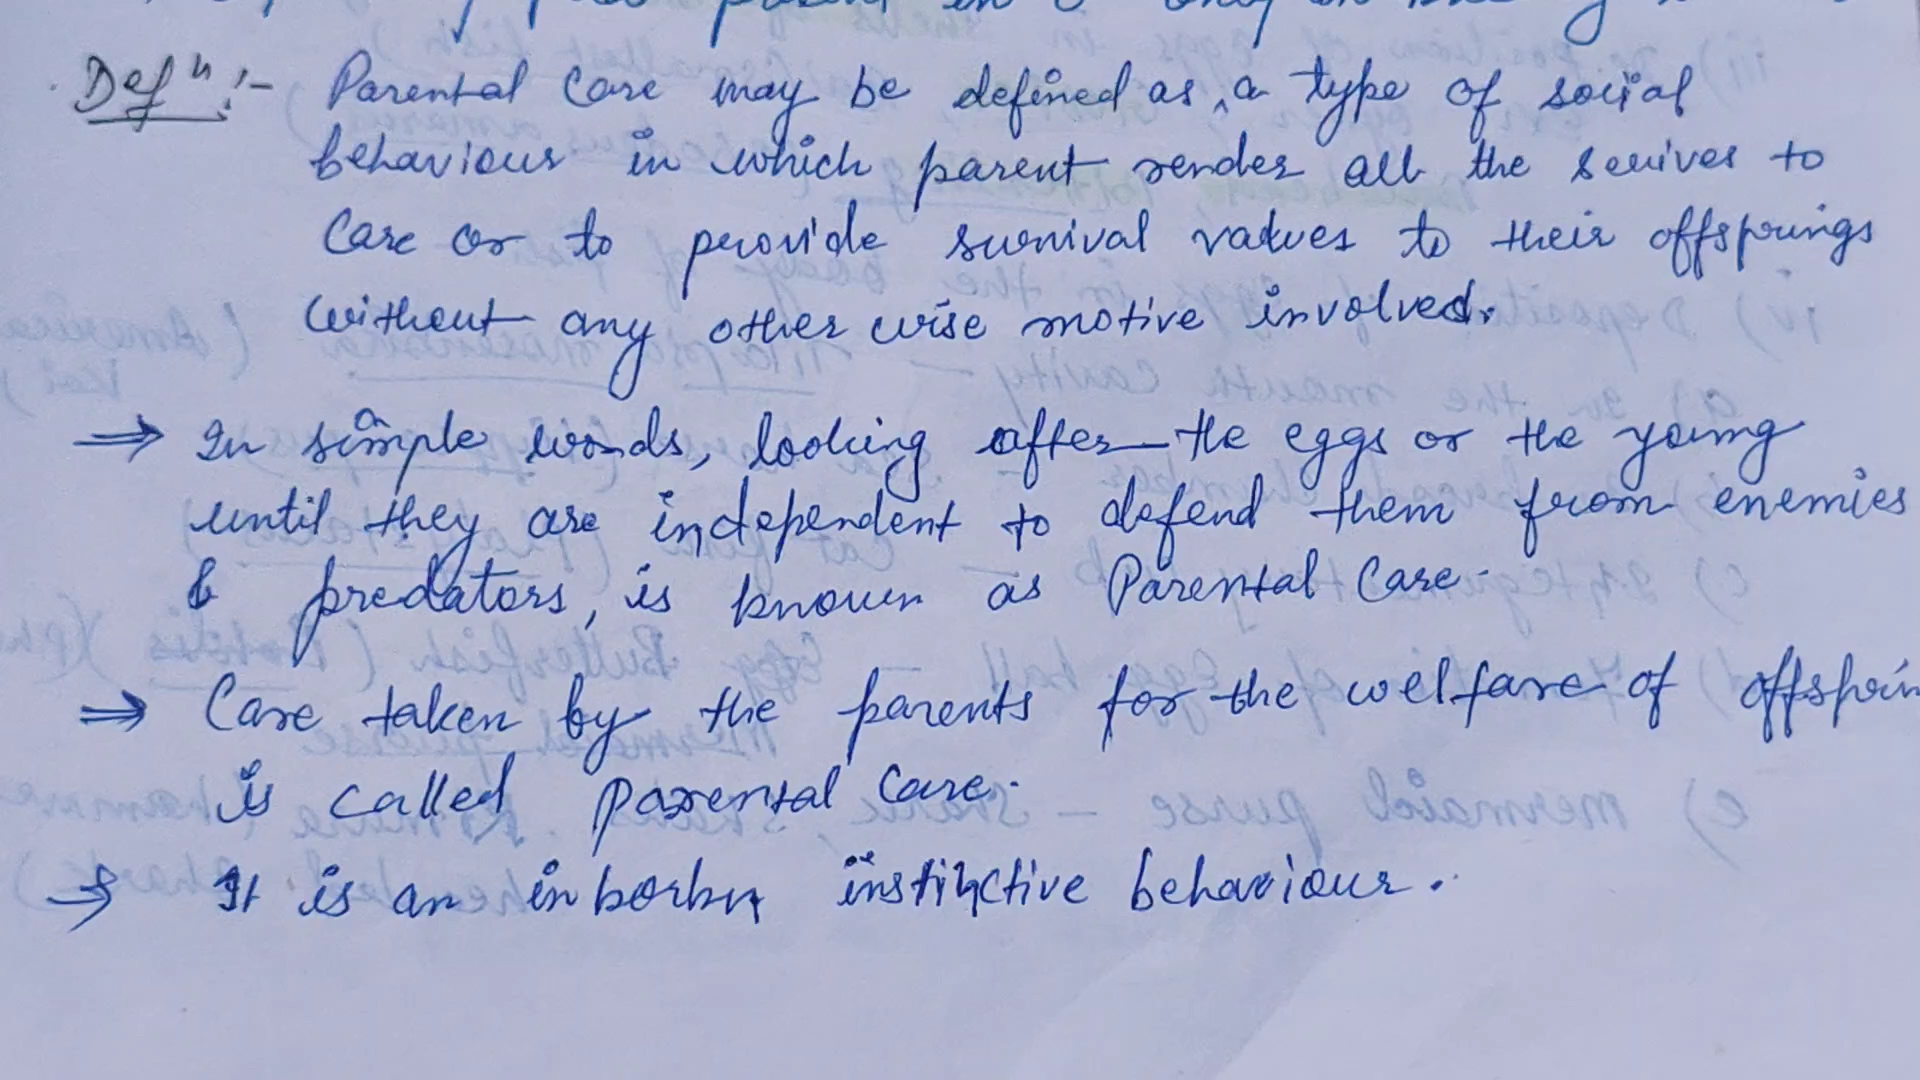 Defⁿ :- Parental Care may be defined as, a type of social
behaviour in which parent render all the serives to
Care or to provide survival values to their offsprings
without any other wise motive involved.
⇒ In simple words, looking after the eggs or the young
until they are independent to defend them from enemies
& predators, is known as Parental Care.
⇒ Care taken by the parents for the welfare of offsprin
is called parental Care.
⇒ It is an inborn instinctive behaviour.